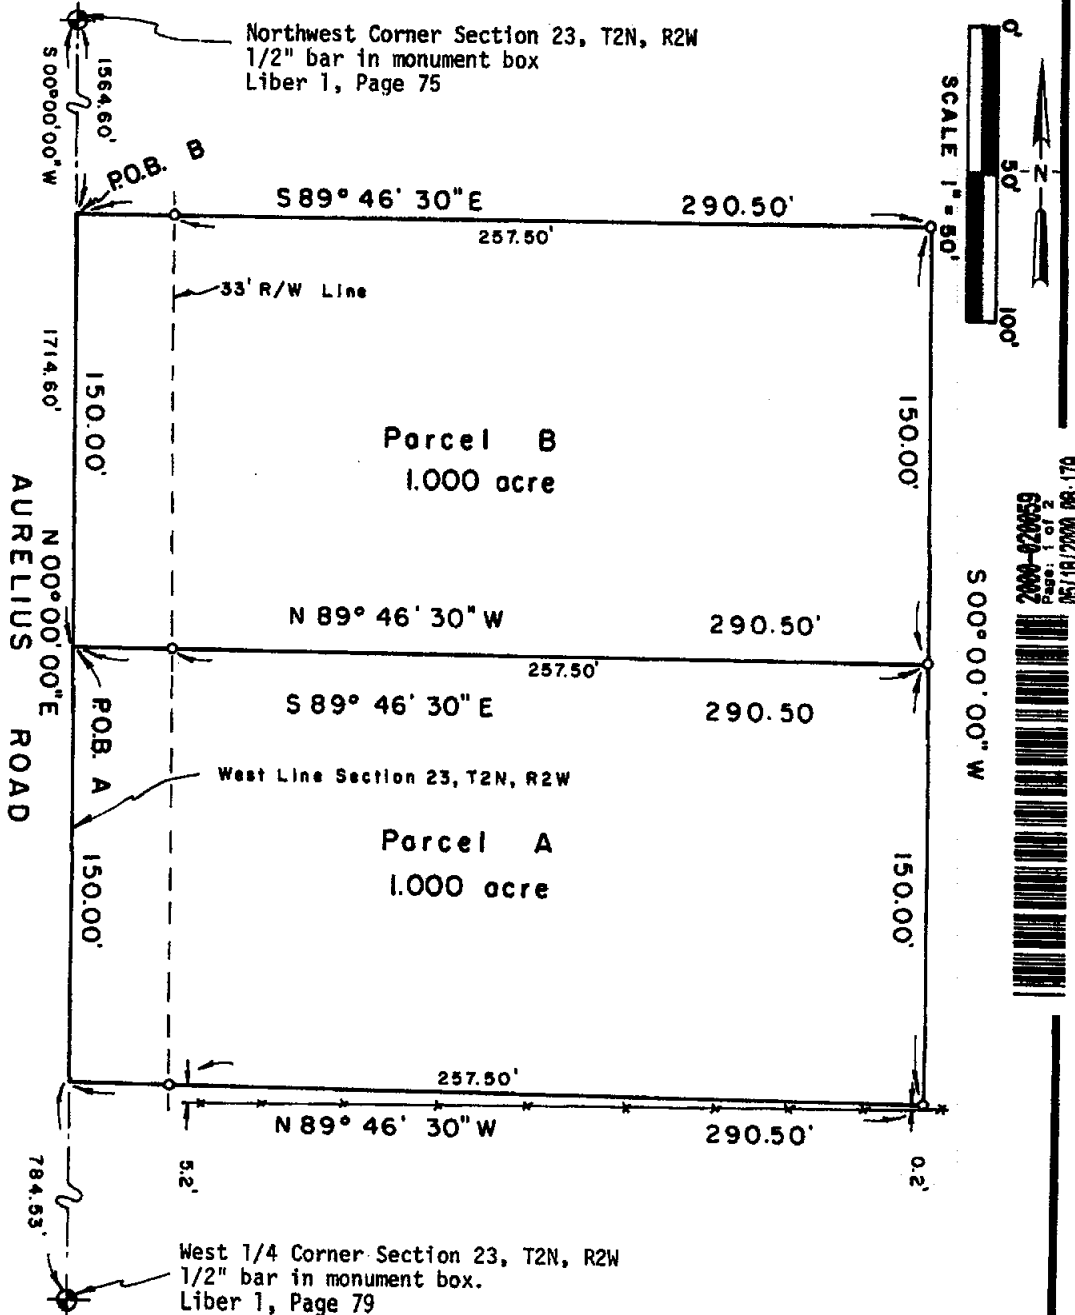 Northwest Corner Section 23, T2N, R2W
1/2" bar in monument box
Liber 1, Page 75
1564.60'
S 00°00'00" W
P.O.B. B
0'
50'
100'
SCALE 1" = 50'
N
S 89° 46' 30" E 290.50'
257.50'
33' R/W Line
150.00'
1714.60'
150.00'
Parcel B
1.000 acre
2000-020059
Page: 1 of 2
N 00°00'00"E
AURELIUS ROAD
S 00°00'00" W
N 89° 46' 30" W 290.50'
257.50'
S 89° 46' 30" E 290.50
P.O.B. A
West Line Section 23, T2N, R2W
Parcel A
1.000 acre
150.00'
150.00'
257.50'
N 89° 46' 30" W 290.50'
5.2'
0.2'
784.53'
West 1/4 Corner Section 23, T2N, R2W
1/2" bar in monument box.
Liber 1, Page 79